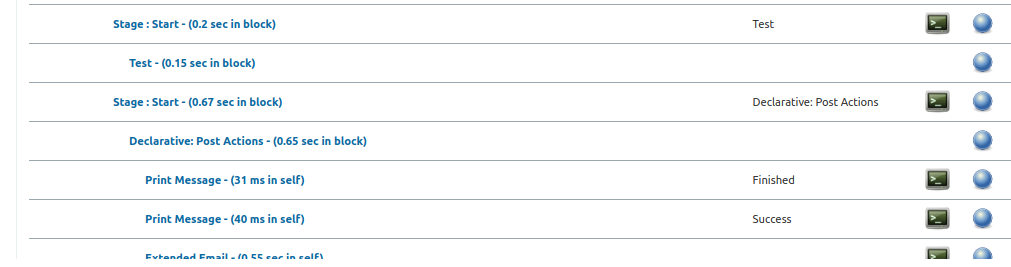 Stage : Start - (0.2 sec in block) Test
Test - (0.15 sec in block)
Stage : Start - (0.67 sec in block) Declarative: Post Actions
Declarative: Post Actions - (0.65 sec in block)
Print Message - (31 ms in self) Finished
Print Message - (40 ms in self) Success
Extended Email - (0.55 sec in self)